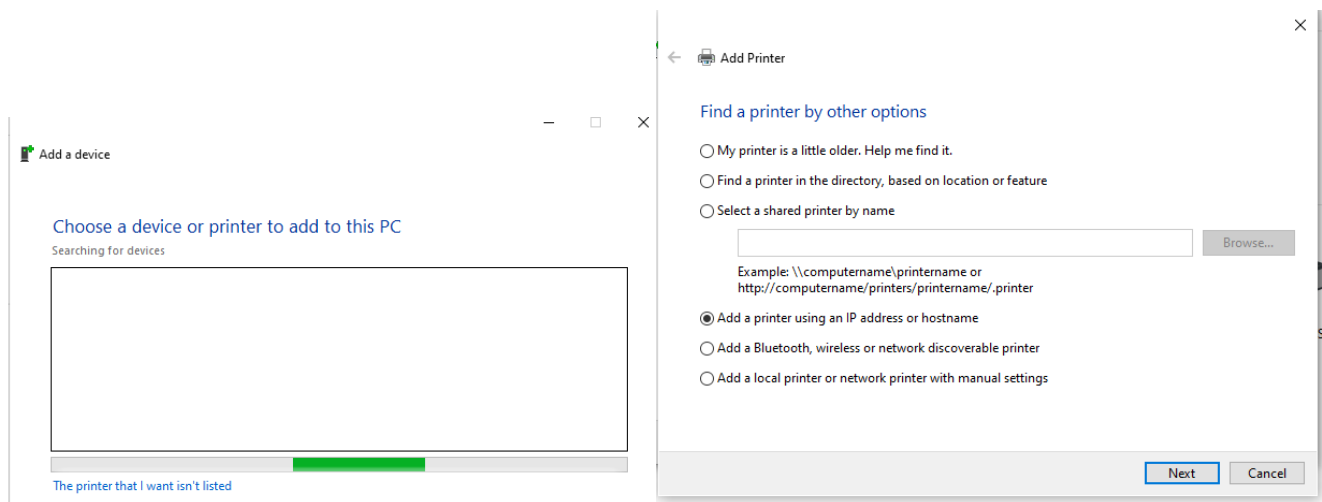 Add a device
Choose a device or printer to add to this PC
Searching for devices
The printer that I want isn't listed
Add Printer
Find a printer by other options
My printer is a little older. Help me find it.
Find a printer in the directory, based on location or feature
Select a shared printer by name
Browse...
Example: \\computername\printername or
http://computername/printers/printername/.printer
Add a printer using an IP address or hostname
Add a Bluetooth, wireless or network discoverable printer
Add a local printer or network printer with manual settings
Next Cancel